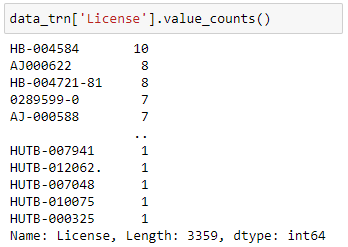 data_trn['License'].value_counts()
HB-004584 10
AJ000622 8
HB-004721-81 8
0289599-0 7
AJ-000588 7
..
HUTB-007941 1
HUTB-012062. 1
HUTB-007048 1
HUTB-010075 1
HUTB-000325 1
Name: License, Length: 3359, dtype: int64